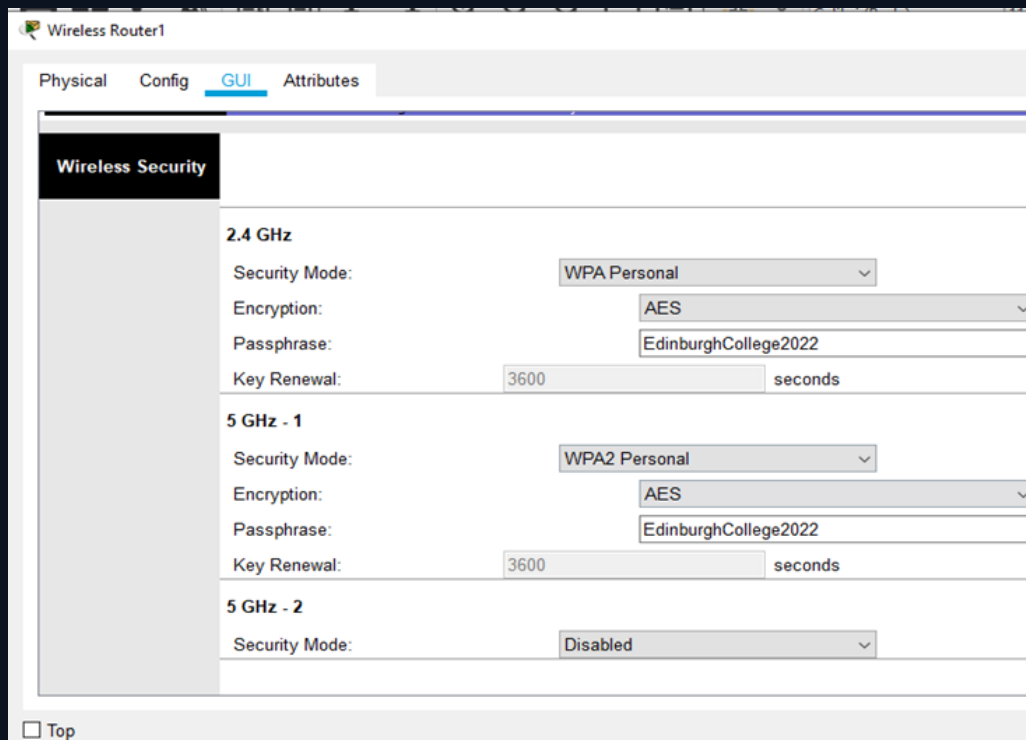 Wireless Router1
Physical Config GUI Attributes
Wireless Security
2.4 GHz
Security Mode: WPA Personal
Encryption: AES
Passphrase: EdinburghCollege2022
Key Renewal: 3600 seconds
5 GHz - 1
Security Mode: WPA2 Personal
Encryption: AES
Passphrase: EdinburghCollege2022
Key Renewal: 3600 seconds
5 GHz - 2
Security Mode: Disabled
Top